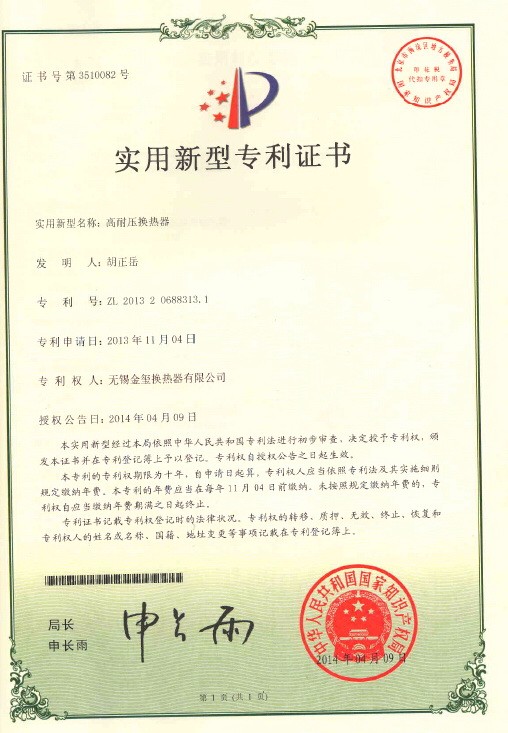 证书号第3510082号
印花税
代扣专用章
实用新型专利证书
实用新型名称：高耐压换热器
发 明 人：胡正岳
专 利 号：ZL 2013 2 0688313.1
专利申请日：2013年11月04日
专 利 权 人：无锡金玺换热器有限公司
授权公告日：2014年04月09日
本实用新型经过本局依照中华人民共和国专利法进行初步审查，决定授予专利权，颁
发本证书并在专利登记簿上予以登记。专利权自授权公告之日起生效。
本专利的专利权期限为十年，自申请日起算。专利权人应当依照专利法及其实施细则
规定缴纳年费。本专利的年费应当在每年11月04日前缴纳。未按照规定缴纳年费的，专
利权自应当缴纳年费期满之日起终止。
专利证书记载专利权登记时的法律状况。专利权的转移、质押、无效、终止、恢复和
专利权人的姓名或名称、国籍、地址变更等事项记载在专利登记簿上。
局长
申长雨
申长雨
中华人民共和国国家知识产权局
2014年04月09日
第1页（共1页）